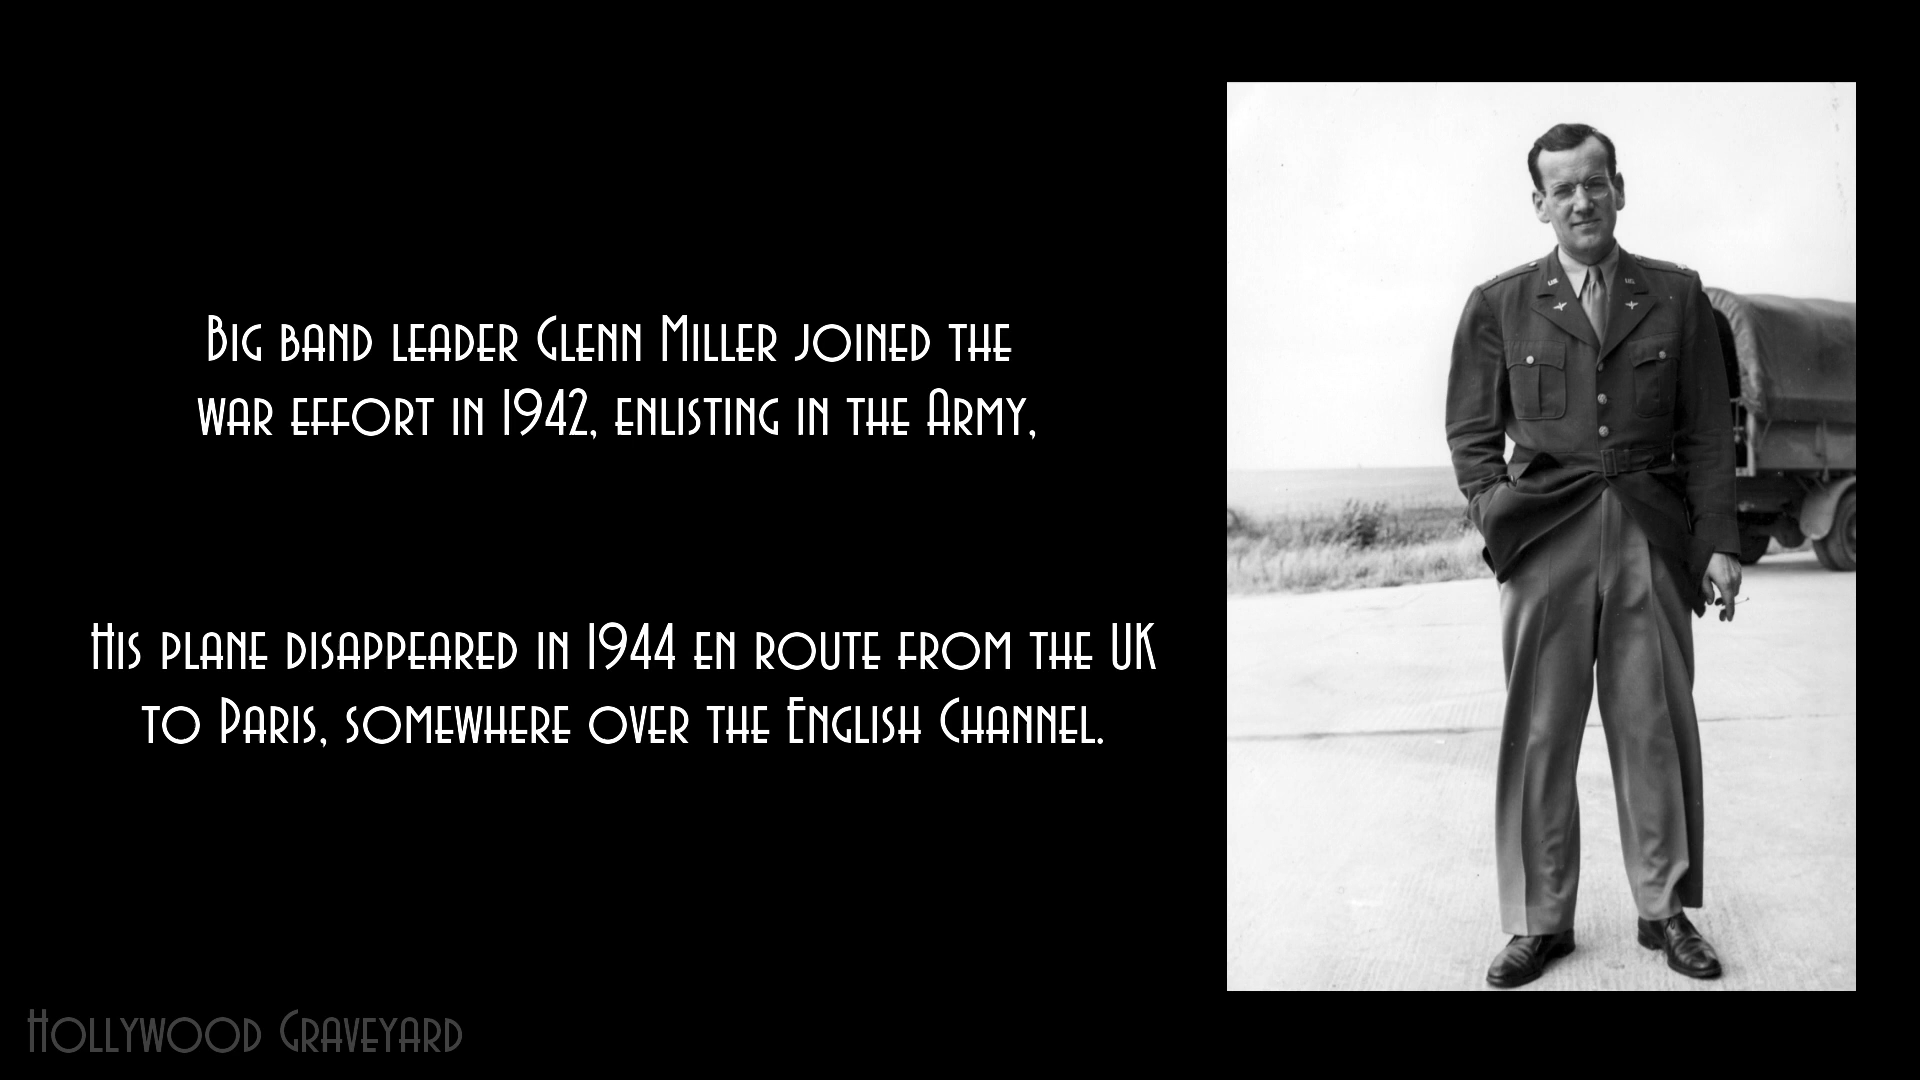 Big band leader Glenn Miller joined the
war effort in 1942, enlisting in the Army,
His plane disappeared in 1944 en route from the UK
to Paris, somewhere over the English Channel.
Hollywood Graveyard